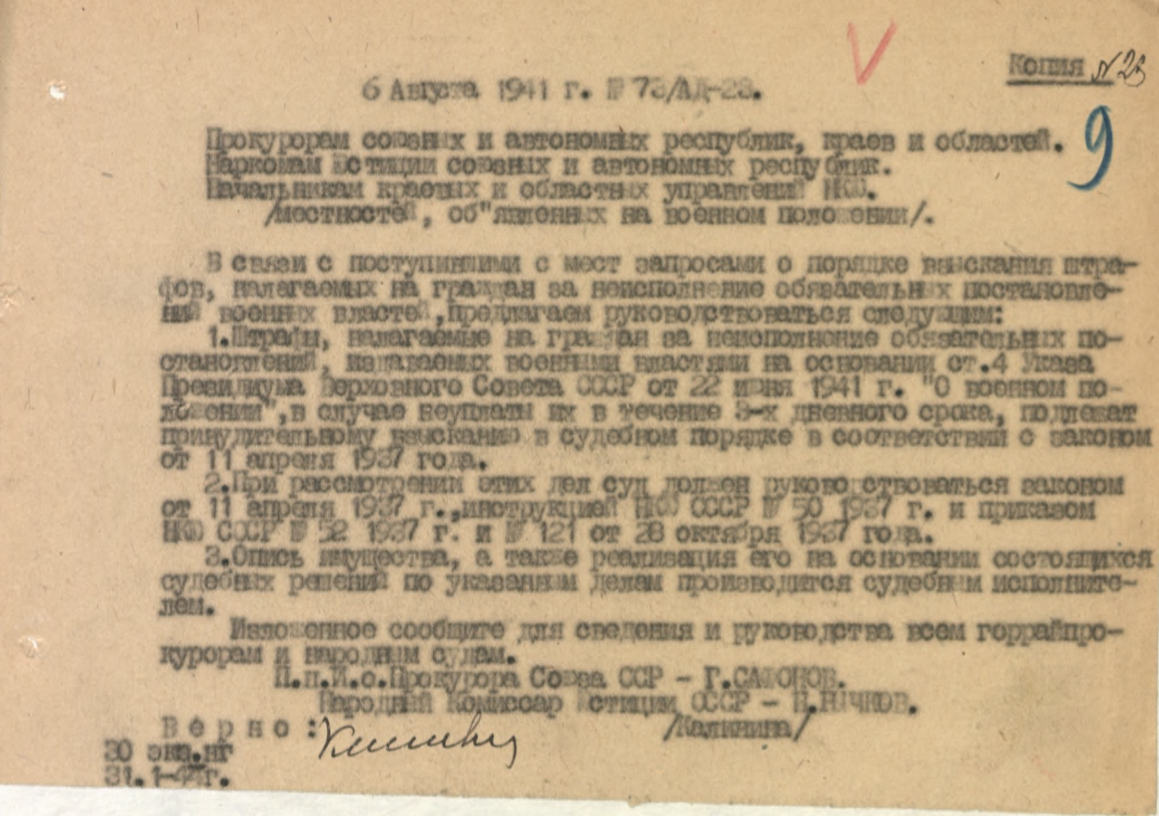 Копия N 23
6 Августа 1941 г. № 73/АД-23.
9
Прокурорам союзных и автономных республик, краев и областей.
Наркомам Юстиции союзных и автономных республик.
Начальникам краевых и областных управлений НКЮ.
/местностей, об"явленных на военном положении/.
В связи с поступившими с мест запросами о порядке взыскания штра-
фов, налагаемых на граждан за неисполнение обязательных постановле-
ний военных властей,предлагаем руководствоваться следующим:
1.Штрафы, налагаемые на граждан за неисполнение обязательных по-
становлений, издаваемых военными властями на основании ст.4 Указа
Президиума Верховного Совета СССР от 22 июня 1941 г. "О военном по-
ложении",в случае неуплаты их в течение 3-х дневного срока, подлежат
принудительному взысканию в судебном порядке в соответствии с законом
от 11 апреля 1937 года.
2.При рассмотрении этих дел суд должен руководствоваться законом
от 11 апреля 1937 г.,инструкцией НКЮ СССР № 50 1937 г. и приказом
НКЮ СССР № 52 1937 г. и № 121 от 28 октября 1937 года.
3.Опись имущества, а также реализация его на основании состоящихся
судебных решений по указанным делам производится судебным исполните-
лем.
Изложенное сообщите для сведения и руководства всем горрайпро-
курорам и народным судам.
П.п.И.о.Прокурора Союза ССР - Г.САФОНОВ.
Народный Комиссар Юстиции СССР - Н.РЫЧКОВ.
В е р н о : /Калинина/
30 экз.нг
31.1-44г.